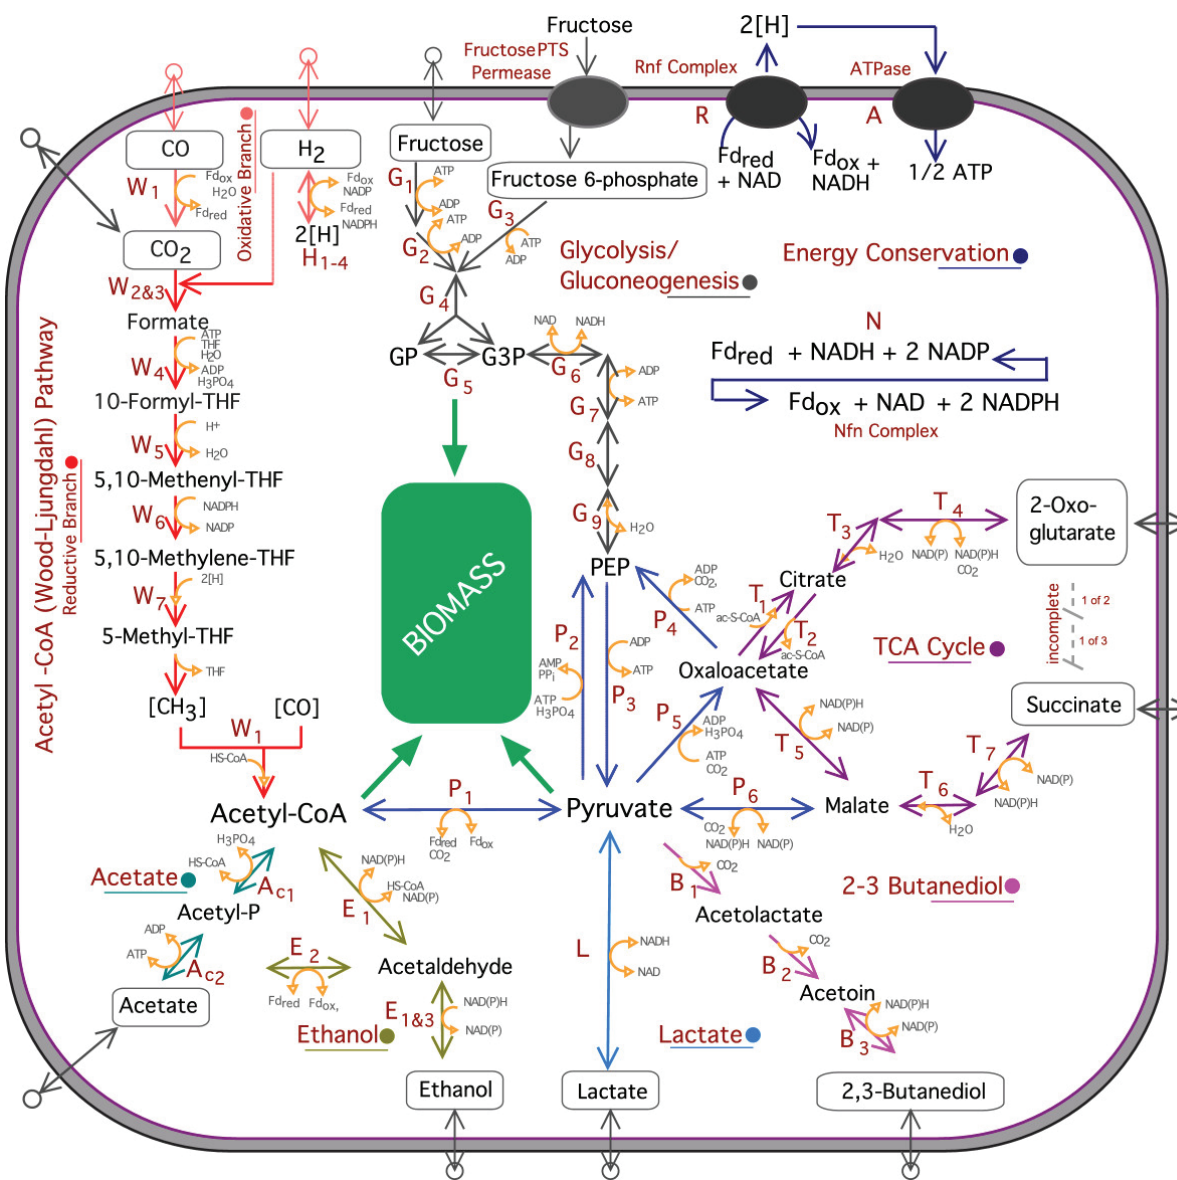 Fructose
2[H]
Fructose PTS
Permease
Rnf Complex
ATPase
R
A
CO
H2
Fructose
Fructose 6-phosphate
Fdred
+ NAD
Fdox +
NADH
1/2 ATP
Oxidative Branch
W1
Fdox
H2O
Fdred
Fdox
NADP
Fdred
NADPH
2[H]
H1-4
G1
ATP
ADP
G2
ATP
ADP
G3
ATP
ADP
CO2
W2&3
Glycolysis/
Gluconeogenesis
Energy Conservation
G4
Formate
GP
G3P
G5
NAD
NADH
G6
N
Fdred + NADH + 2 NADP
Fdox + NAD + 2 NADPH
Nfn Complex
Acetyl -CoA (Wood-Ljungdahl) Pathway
Reductive Branch
W4
ATP
THF
H2O
ADP
H3PO4
10-Formyl-THF
W5
H+
H2O
5,10-Methenyl-THF
W6
NADPH
NADP
5,10-Methylene-THF
W7
2[H]
5-Methyl-THF
THF
[CH3]
[CO]
W1
HS-CoA
BIOMASS
G7
ADP
ATP
G8
G9
H2O
PEP
P2
AMP
PPi
ATP
H3PO4
P3
ADP
ATP
P4
ADP
CO2,
ATP
T1
ac-S-CoA
T2
ac-S-CoA
Citrate
T3
H2O
T4
NAD(P)
NAD(P)H
CO2
2-Oxo-
glutarate
incomplete
1 of 2
1 of 3
TCA Cycle
Oxaloacetate
Succinate
P5
ADP
H3PO4
ATP
CO2
T5
NAD(P)H
NAD(P)
T7
NAD(P)
NAD(P)H
Acetyl-CoA
P1
Fdred
CO2
Fdox
Pyruvate
P6
CO2
NAD(P)H
NAD(P)
Malate
T6
H2O
H3PO4
HS-CoA
Acetate
Ac1
Acetyl-P
ADP
ATP
Ac2
Acetate
E1
NAD(P)H
HS-CoA
NAD(P)
E2
Fdred
Fdox,
Acetaldehyde
Ethanol
E1&3
NAD(P)H
NAD(P)
Ethanol
L
NADH
NAD
Lactate
Lactate
B1
CO2
2-3 Butanediol
Acetolactate
B2
CO2
Acetoin
B3
NAD(P)H
NAD(P)
2,3-Butanediol